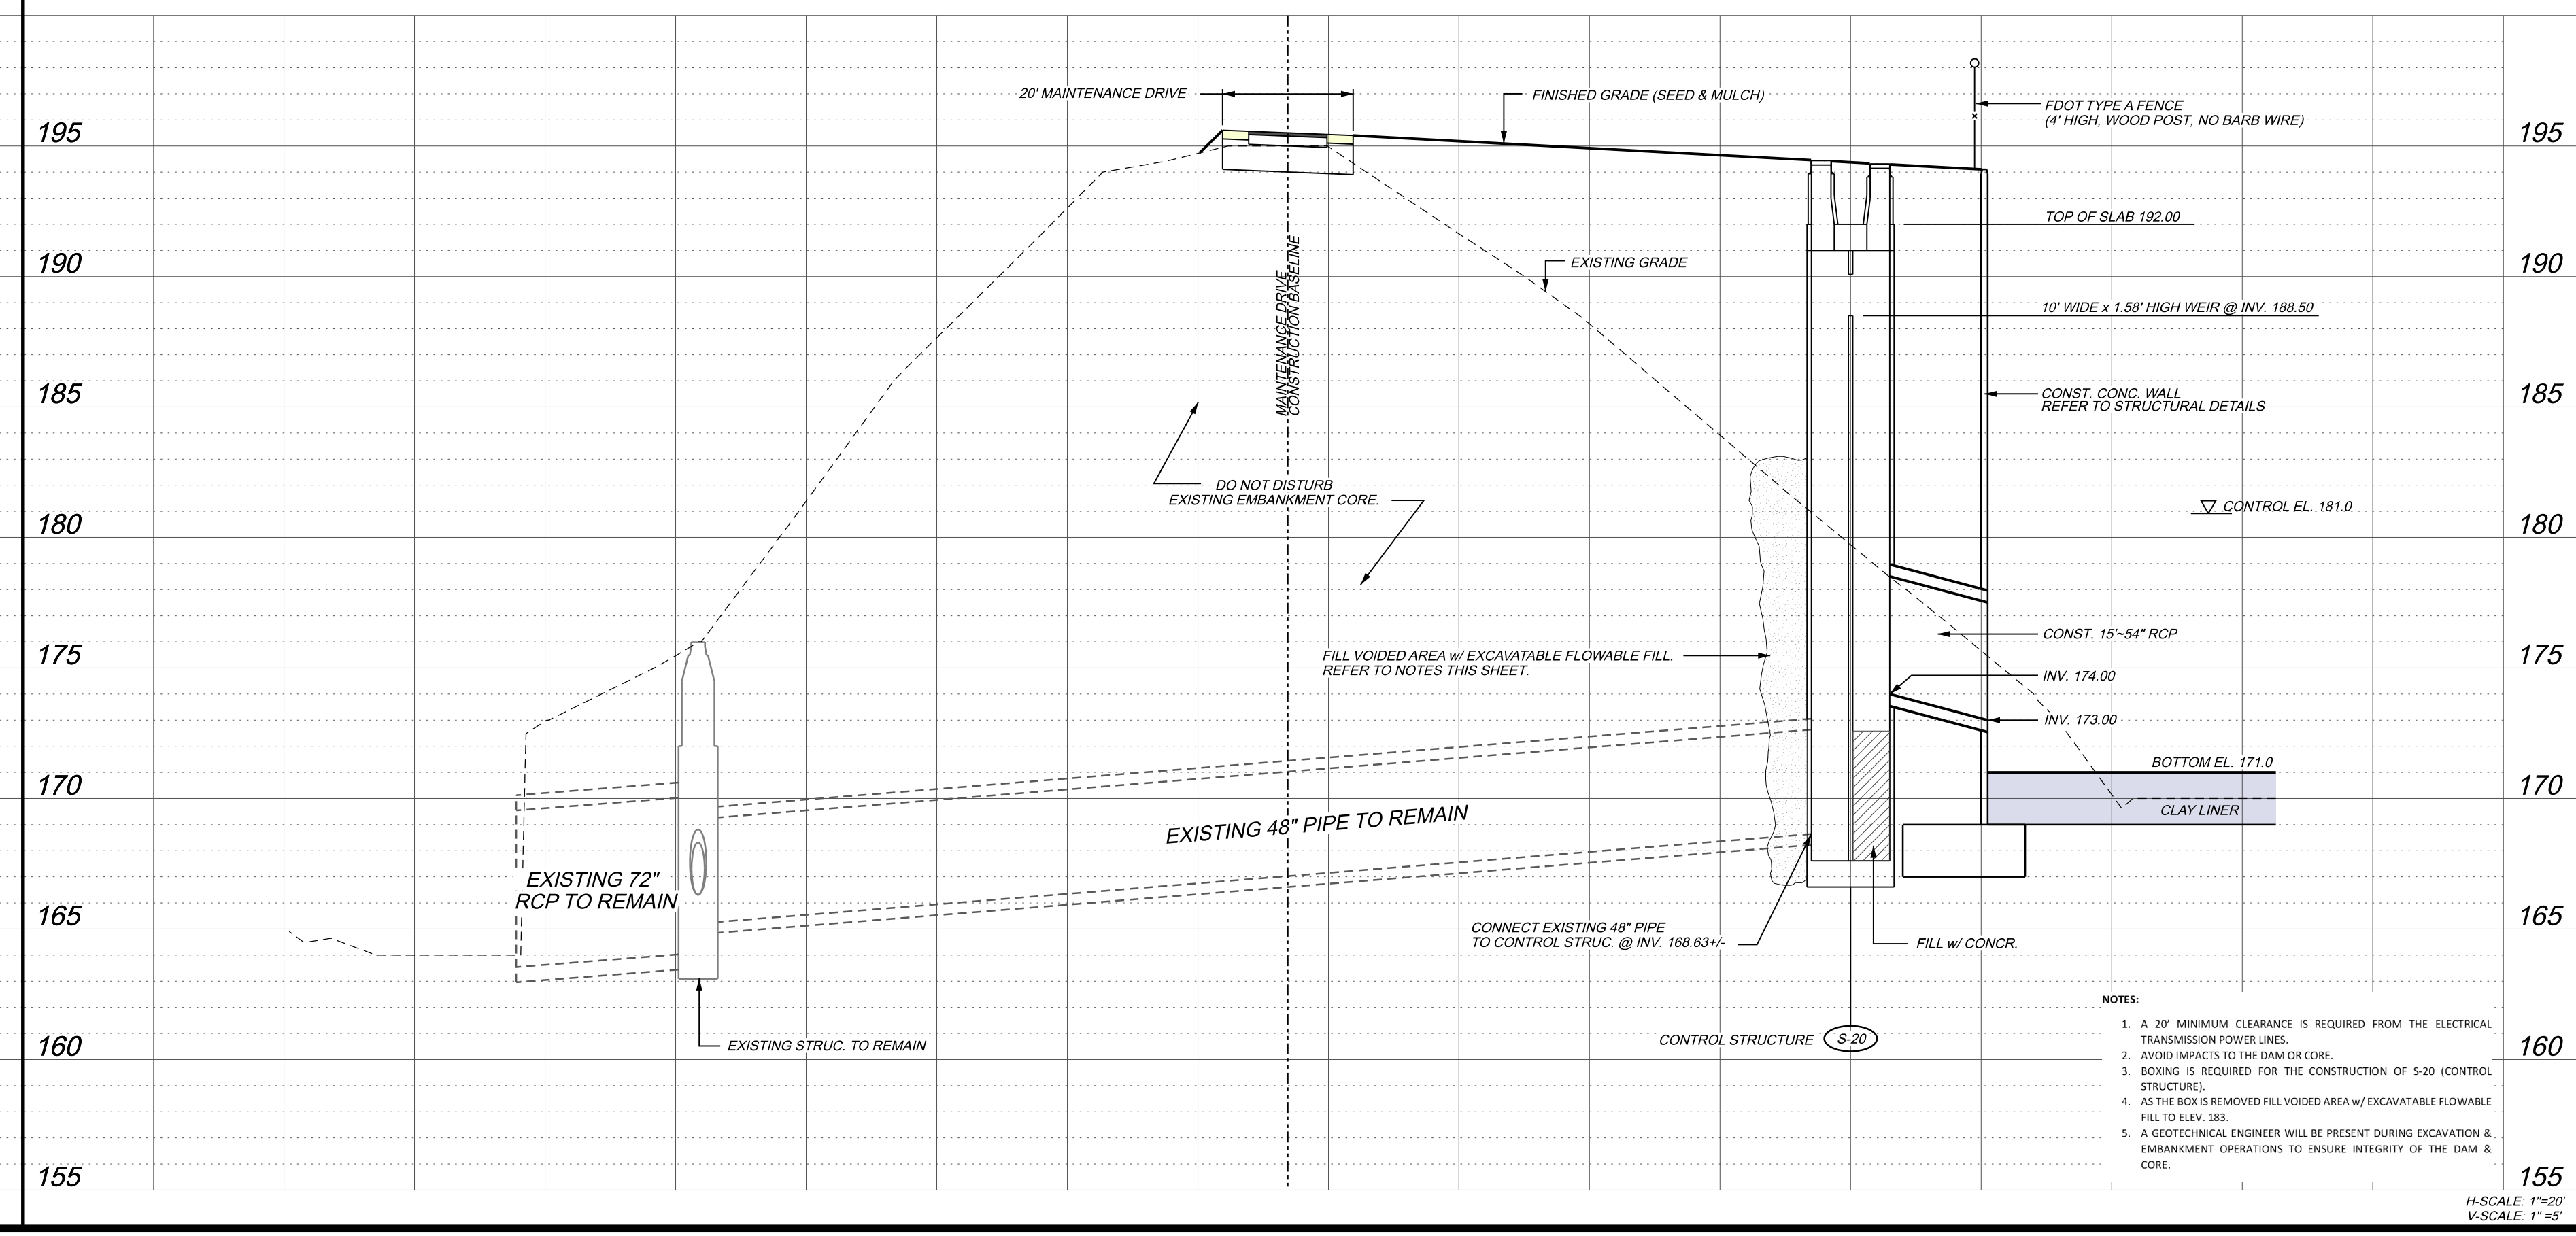 20' MAINTENANCE DRIVE
FINISHED GRADE (SEED & MULCH)
FDOT TYPE A FENCE
(4' HIGH, WOOD POST, NO BARB WIRE)
195
195
TOP OF SLAB 192.00
190
EXISTING GRADE
190
MAINTENANCE DRIVE
CONSTRUCTION BASELINE
10' WIDE x 1.58' HIGH WEIR @ INV. 188.50
185
CONST. CONC. WALL
REFER TO STRUCTURAL DETAILS
185
DO NOT DISTURB
EXISTING EMBANKMENT CORE.
CONTROL EL. 181.0
180
180
CONST. 15'~54" RCP
175
FILL VOIDED AREA w/ EXCAVATABLE FLOWABLE FILL.
REFER TO NOTES THIS SHEET.
175
INV. 174.00
INV. 173.00
BOTTOM EL. 171.0
170
170
CLAY LINER
EXISTING 48" PIPE TO REMAIN
EXISTING 72"
RCP TO REMAIN
165
165
CONNECT EXISTING 48" PIPE
TO CONTROL STRUC. @ INV. 168.63+/-
FILL w/ CONCR.
160
EXISTING STRUC. TO REMAIN
CONTROL STRUCTURE
S-20
160
NOTES:
1. A 20' MINIMUM CLEARANCE IS REQUIRED FROM THE ELECTRICAL
TRANSMISSION POWER LINES.
2. AVOID IMPACTS TO THE DAM OR CORE.
3. BOXING IS REQUIRED FOR THE CONSTRUCTION OF S-20 (CONTROL
STRUCTURE).
4. AS THE BOX IS REMOVED FILL VOIDED AREA w/ EXCAVATABLE FLOWABLE
FILL TO ELEV. 183.
5. A GEOTECHNICAL ENGINEER WILL BE PRESENT DURING EXCAVATION &
EMBANKMENT OPERATIONS TO ENSURE INTEGRITY OF THE DAM &
CORE.
155
155
H-SCALE: 1"=20'
V-SCALE: 1" =5'